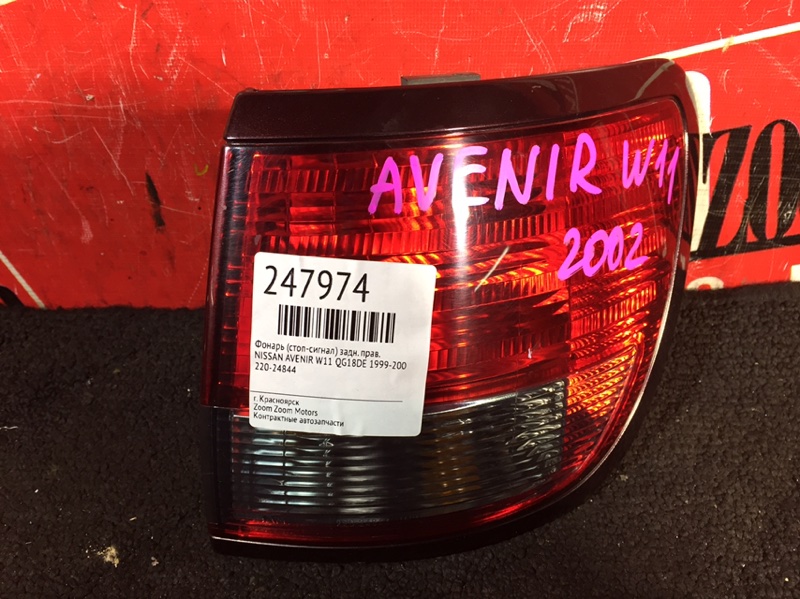 AVENIR W11
2002
247974
Фонарь (стоп-сигнал) задн. прав.
NISSAN AVENIR W11 QG18DE 1999-200
220-24844
г. Красноярск
Zoom Zoom Motors
Контрактные автозапчасти
ZOO